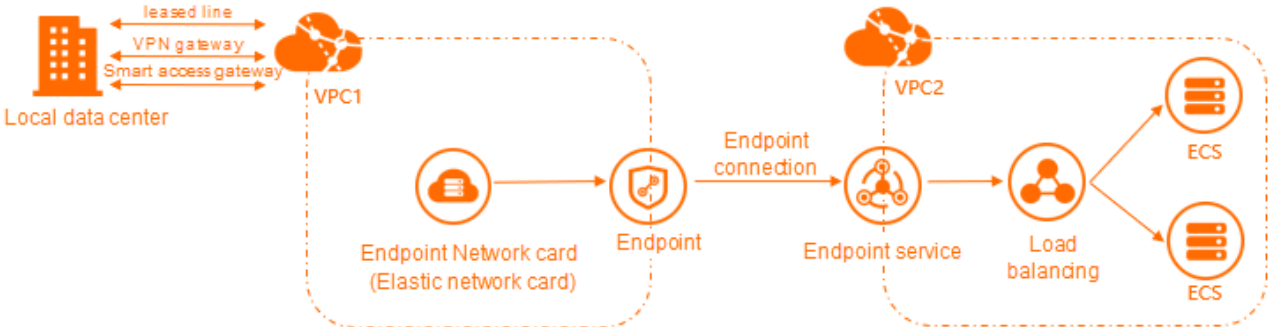 leased line
VPN gateway
Smart access gateway
Local data center
VPC1
Endpoint Network card
(Elastic network card)
Endpoint
Endpoint
connection
VPC2
Endpoint service
Load
balancing
ECS
ECS